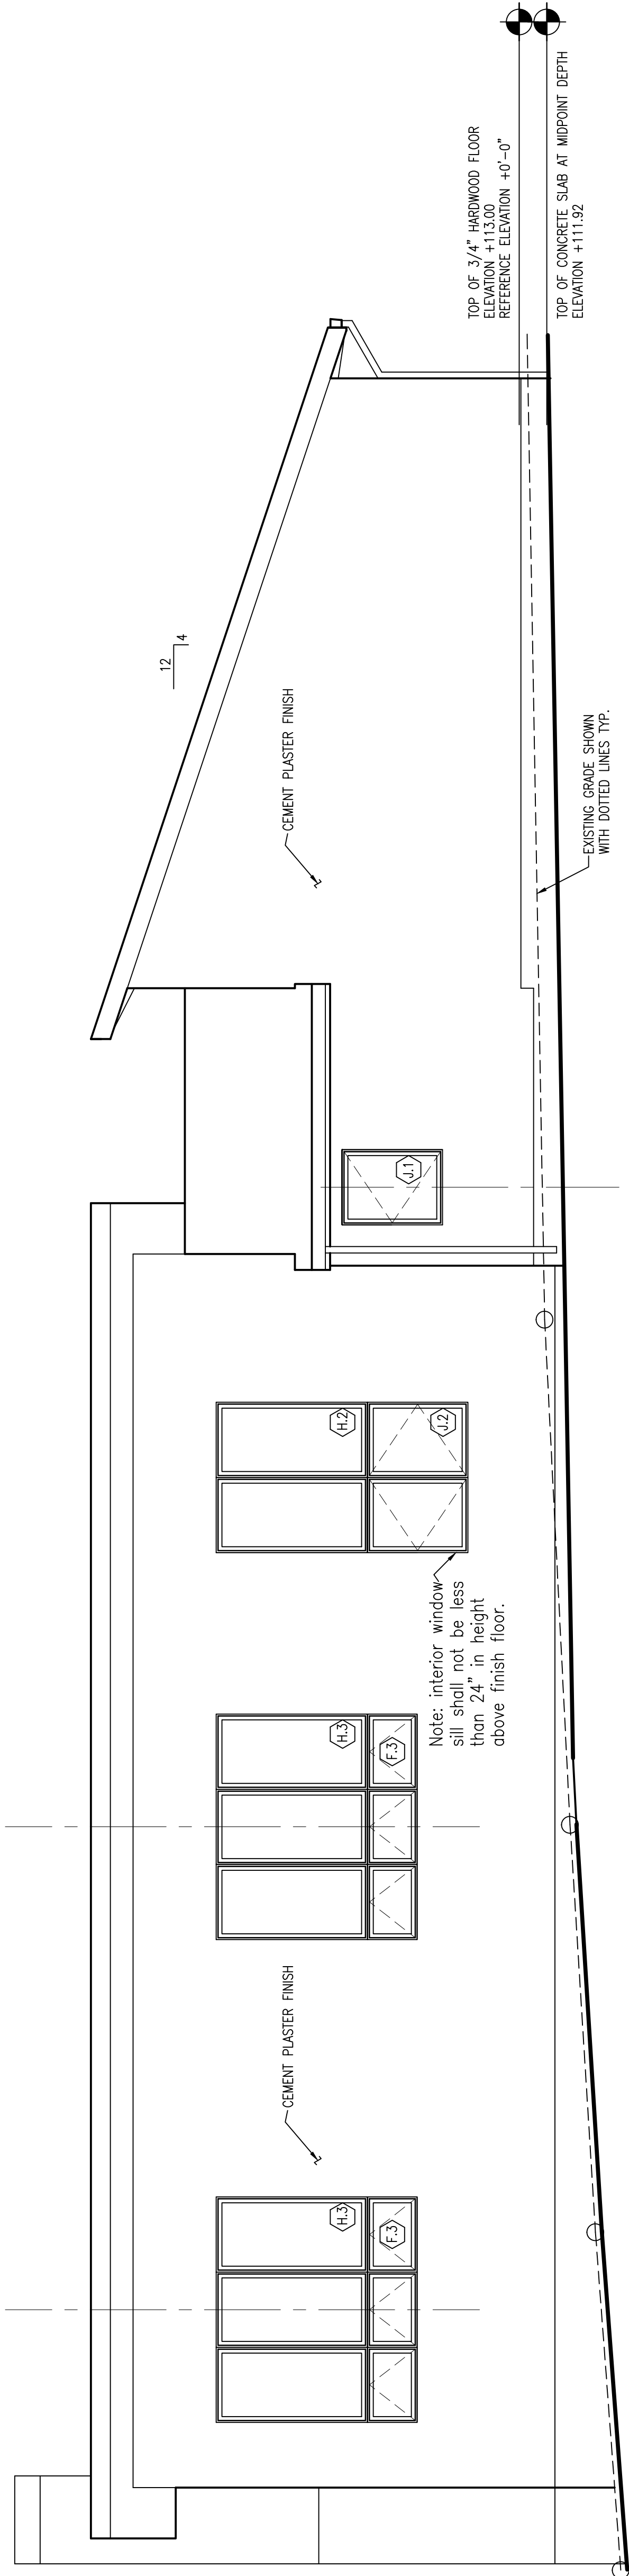 TOP OF 3/4" HARDWOOD FLOOR
ELEVATION +113.00
REFERENCE ELEVATION +0'-0"
TOP OF CONCRETE SLAB AT MIDPOINT DEPTH
ELEVATION +111.92
12
4
CEMENT PLASTER FINISH
EXISTING GRADE SHOWN
WITH DOTTED LINES TYP.
J.1
H.2
J.2
Note: interior window
sill shall not be less
than 24" in height
above finish floor.
H.3
F.3
CEMENT PLASTER FINISH
H.3
F.3